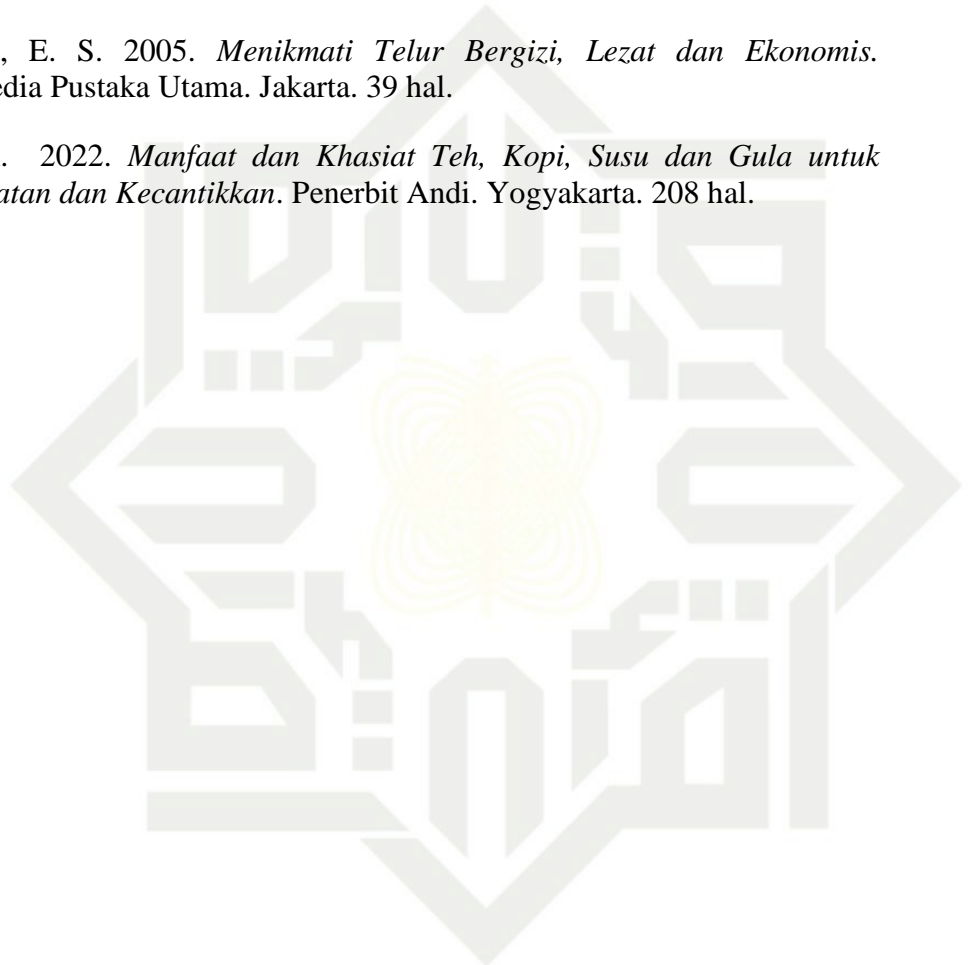 , E. S. 2005. Menikmati Telur Bergizi, Lezat dan Ekonomis.
edia Pustaka Utama. Jakarta. 39 hal.
. 2022. Manfaat dan Khasiat Teh, Kopi, Susu dan Gula untuk
atan dan Kecantikkan. Penerbit Andi. Yogyakarta. 208 hal.